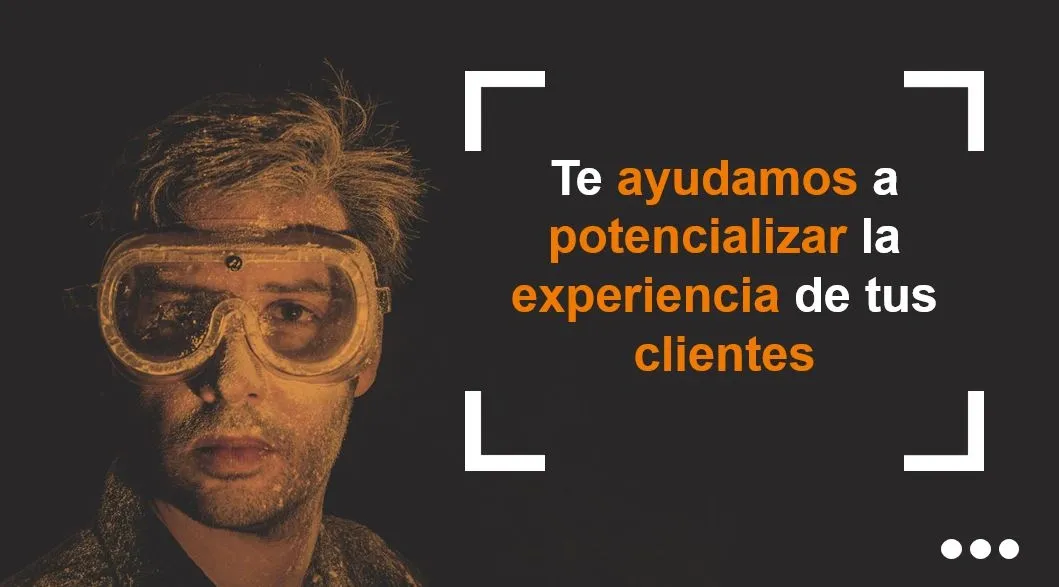 Te ayudamos a
potencializar la
experiencia de tus
clientes